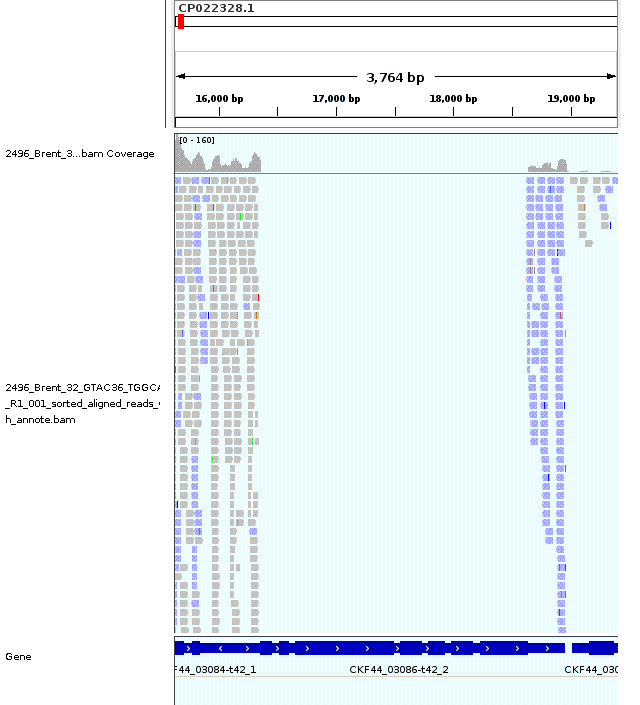 CP022328.1
3,764 bp
16,000 bp 17,000 bp 18,000 bp 19,000 bp
[0 - 160]
2496_Brent_3...bam Coverage
2496_Brent_32_GTAC36_TGGCA
_R1_001_sorted_aligned_reads_
h_annote.bam
Gene
F44_03084-t42_1 CKF44_03086-t42_2 CKF44_030